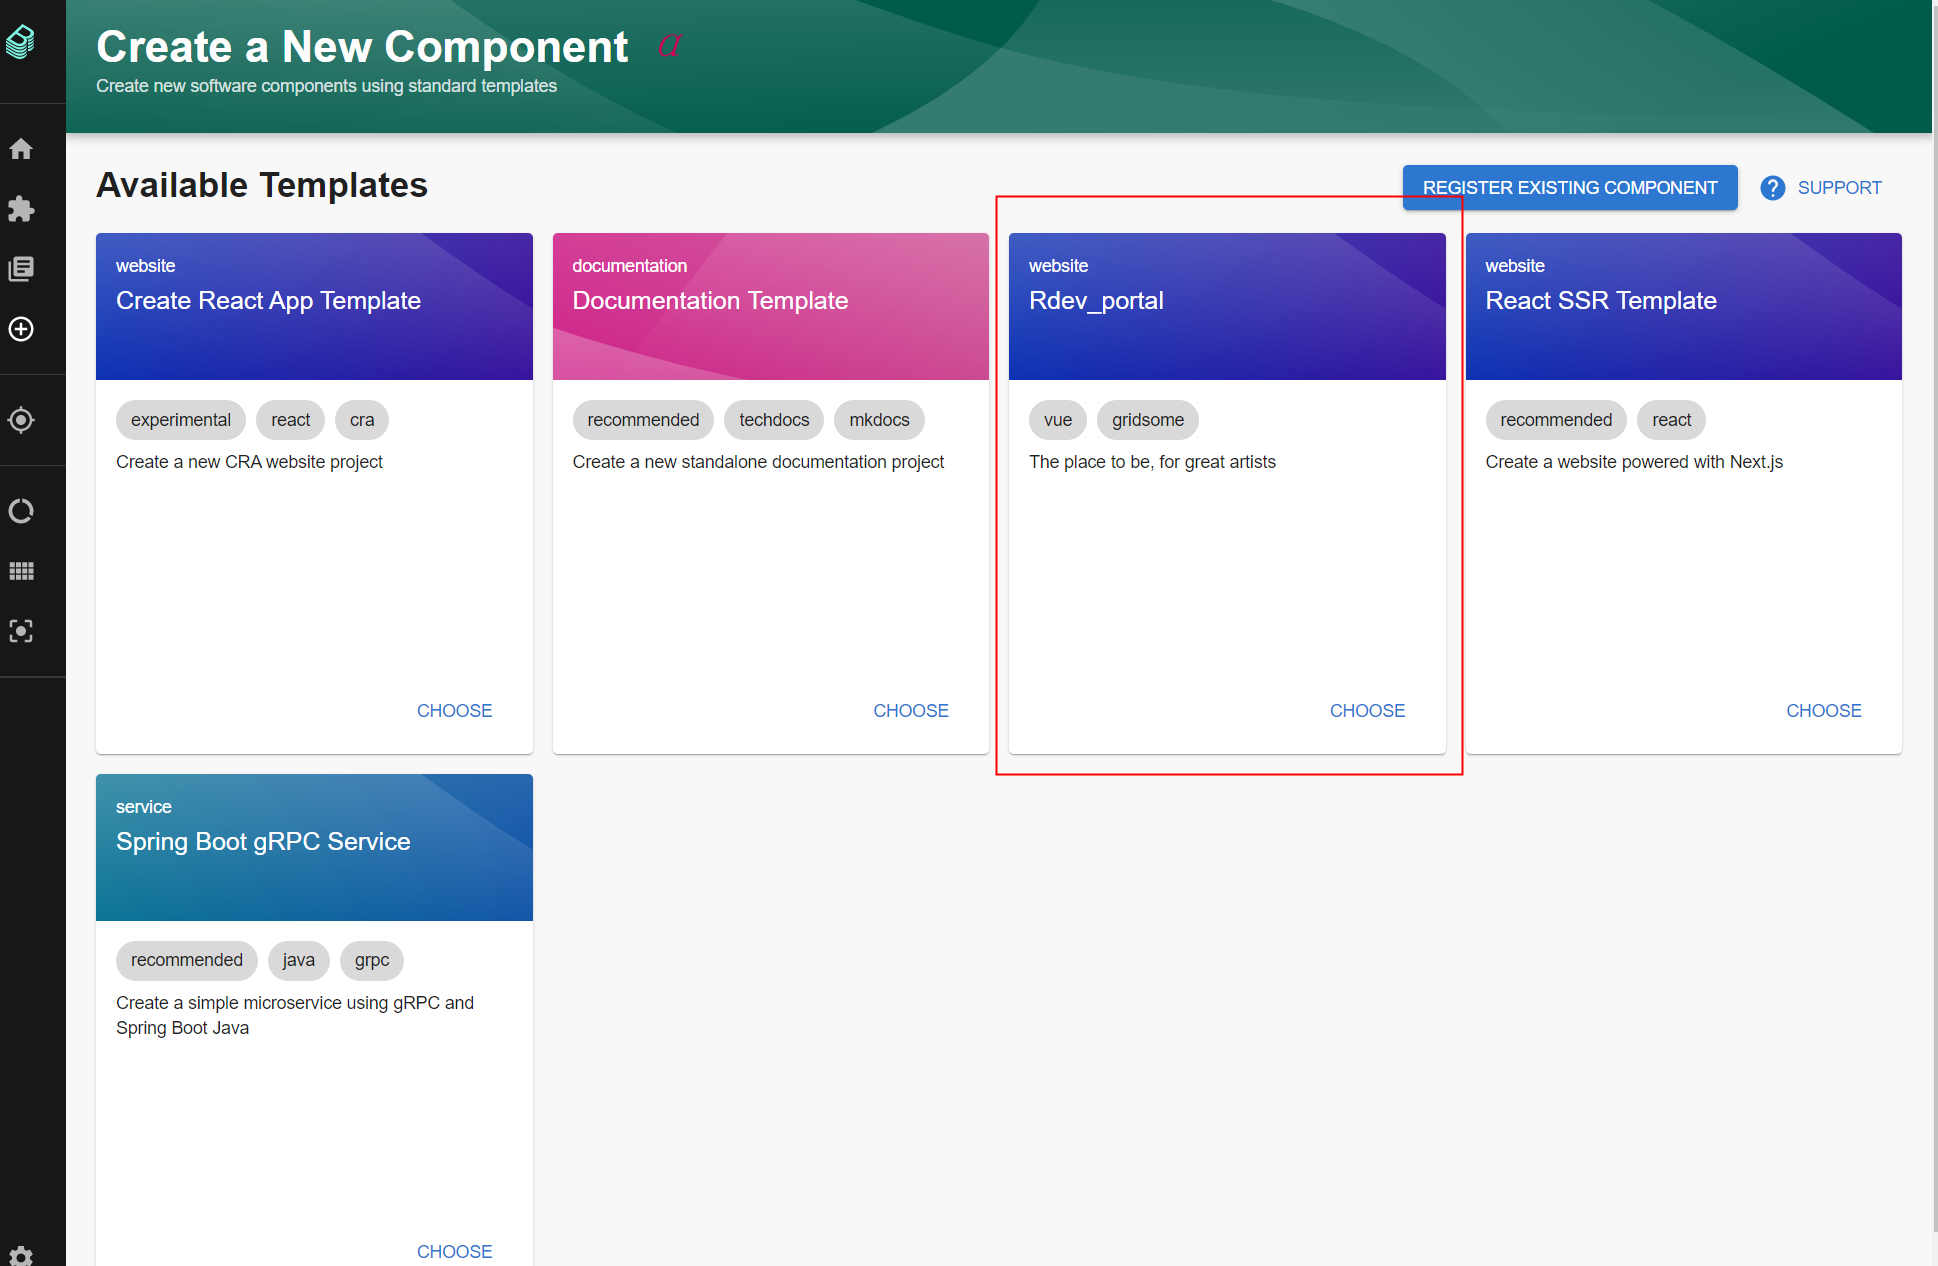 Create a New Component α
Create new software components using standard templates
Available Templates
REGISTER EXISTING COMPONENT
SUPPORT
website
Create React App Template
experimental react cra
Create a new CRA website project
CHOOSE
documentation
Documentation Template
recommended techdocs mkdocs
Create a new standalone documentation project
CHOOSE
website
Rdev_portal
vue gridsome
The place to be, for great artists
CHOOSE
website
React SSR Template
recommended react
Create a website powered with Next.js
CHOOSE
service
Spring Boot gRPC Service
recommended java grpc
Create a simple microservice using gRPC and
Spring Boot Java
CHOOSE